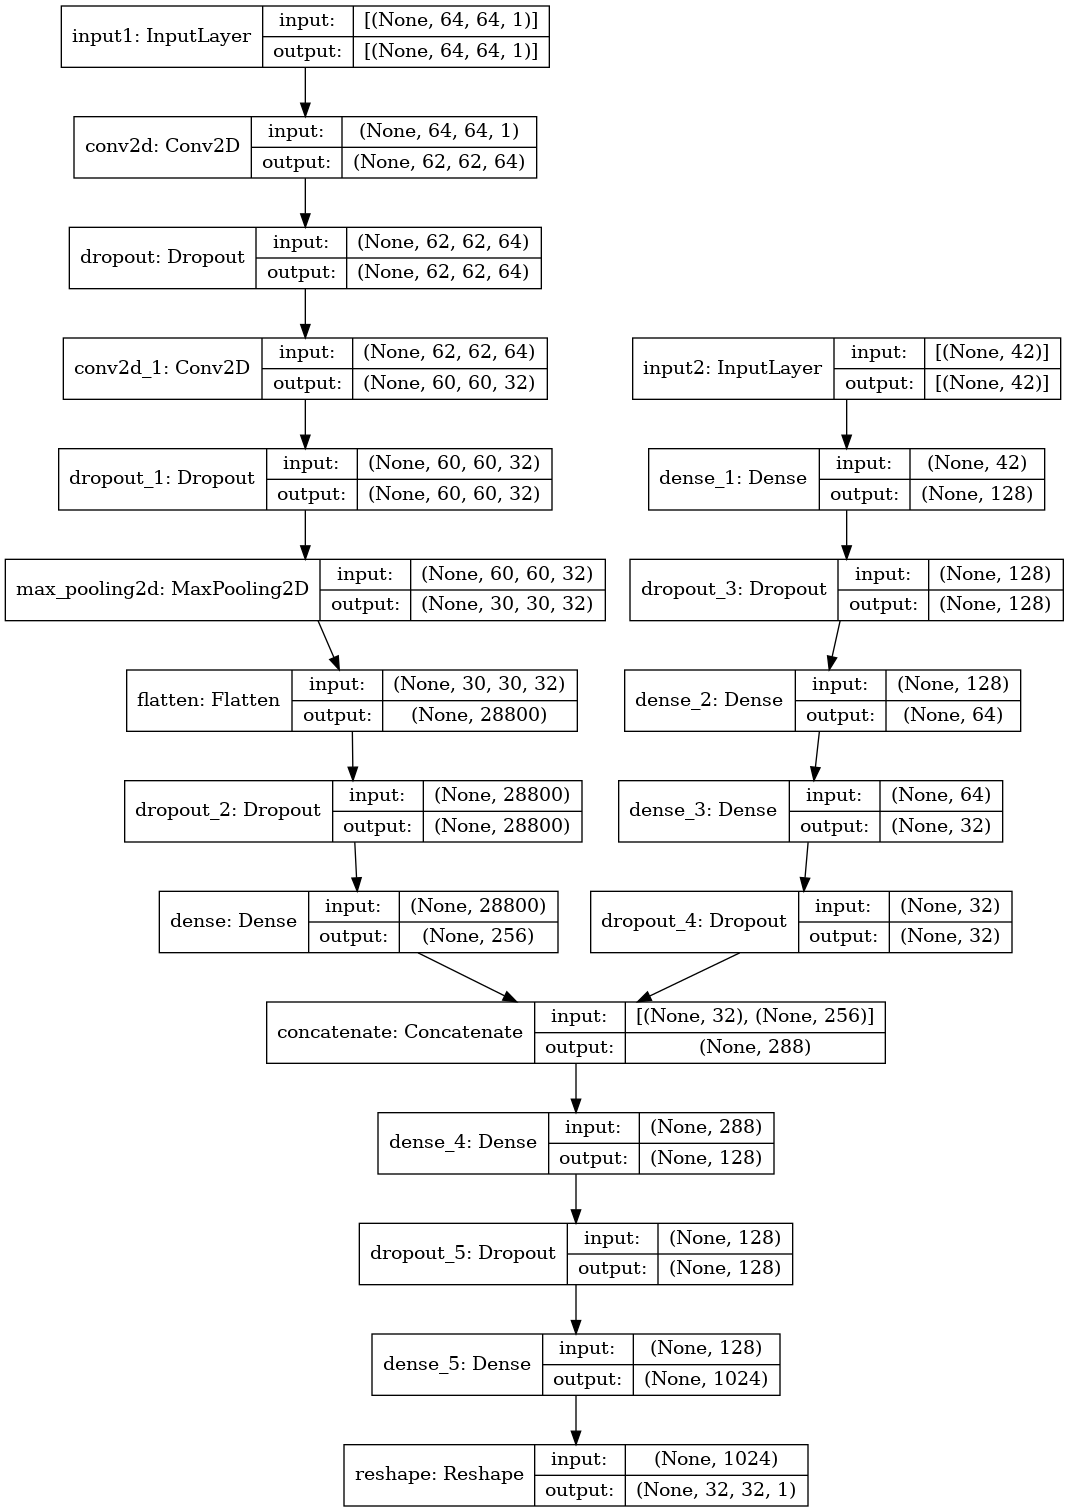 input1: InputLayer
input: [(None, 64, 64, 1)]
output: [(None, 64, 64, 1)]
conv2d: Conv2D
input: (None, 64, 64, 1)
output: (None, 62, 62, 64)
dropout: Dropout
input: (None, 62, 62, 64)
output: (None, 62, 62, 64)
conv2d_1: Conv2D
input: (None, 62, 62, 64)
output: (None, 60, 60, 32)
dropout_1: Dropout
input: (None, 60, 60, 32)
output: (None, 60, 60, 32)
max_pooling2d: MaxPooling2D
input: (None, 60, 60, 32)
output: (None, 30, 30, 32)
flatten: Flatten
input: (None, 30, 30, 32)
output: (None, 28800)
dropout_2: Dropout
input: (None, 28800)
output: (None, 28800)
dense: Dense
input: (None, 28800)
output: (None, 256)
input2: InputLayer
input: [(None, 42)]
output: [(None, 42)]
dense_1: Dense
input: (None, 42)
output: (None, 128)
dropout_3: Dropout
input: (None, 128)
output: (None, 128)
dense_2: Dense
input: (None, 128)
output: (None, 64)
dense_3: Dense
input: (None, 64)
output: (None, 32)
dropout_4: Dropout
input: (None, 32)
output: (None, 32)
concatenate: Concatenate
input: [(None, 32), (None, 256)]
output: (None, 288)
dense_4: Dense
input: (None, 288)
output: (None, 128)
dropout_5: Dropout
input: (None, 128)
output: (None, 128)
dense_5: Dense
input: (None, 128)
output: (None, 1024)
reshape: Reshape
input: (None, 1024)
output: (None, 32, 32, 1)